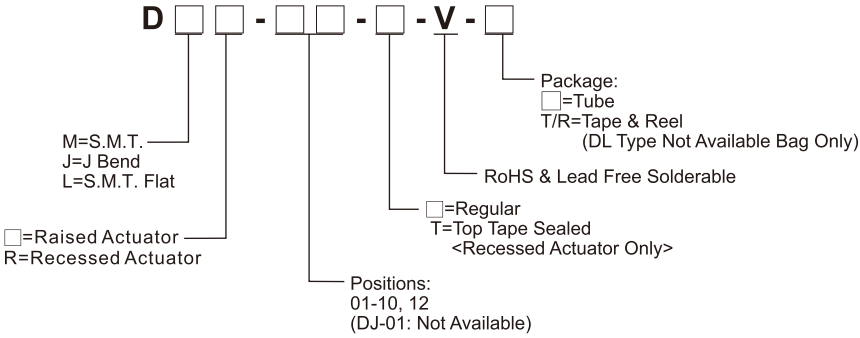 D□□-□□-□-V-□
Package:
□=Tube
T/R=Tape & Reel
(DL Type Not Available Bag Only)
M=S.M.T.
J=J Bend
L=S.M.T. Flat
RoHS & Lead Free Solderable
□=Regular
T=Top Tape Sealed
<Recessed Actuator Only>
□=Raised Actuator
R=Recessed Actuator
Positions:
01-10, 12
(DJ-01: Not Available)